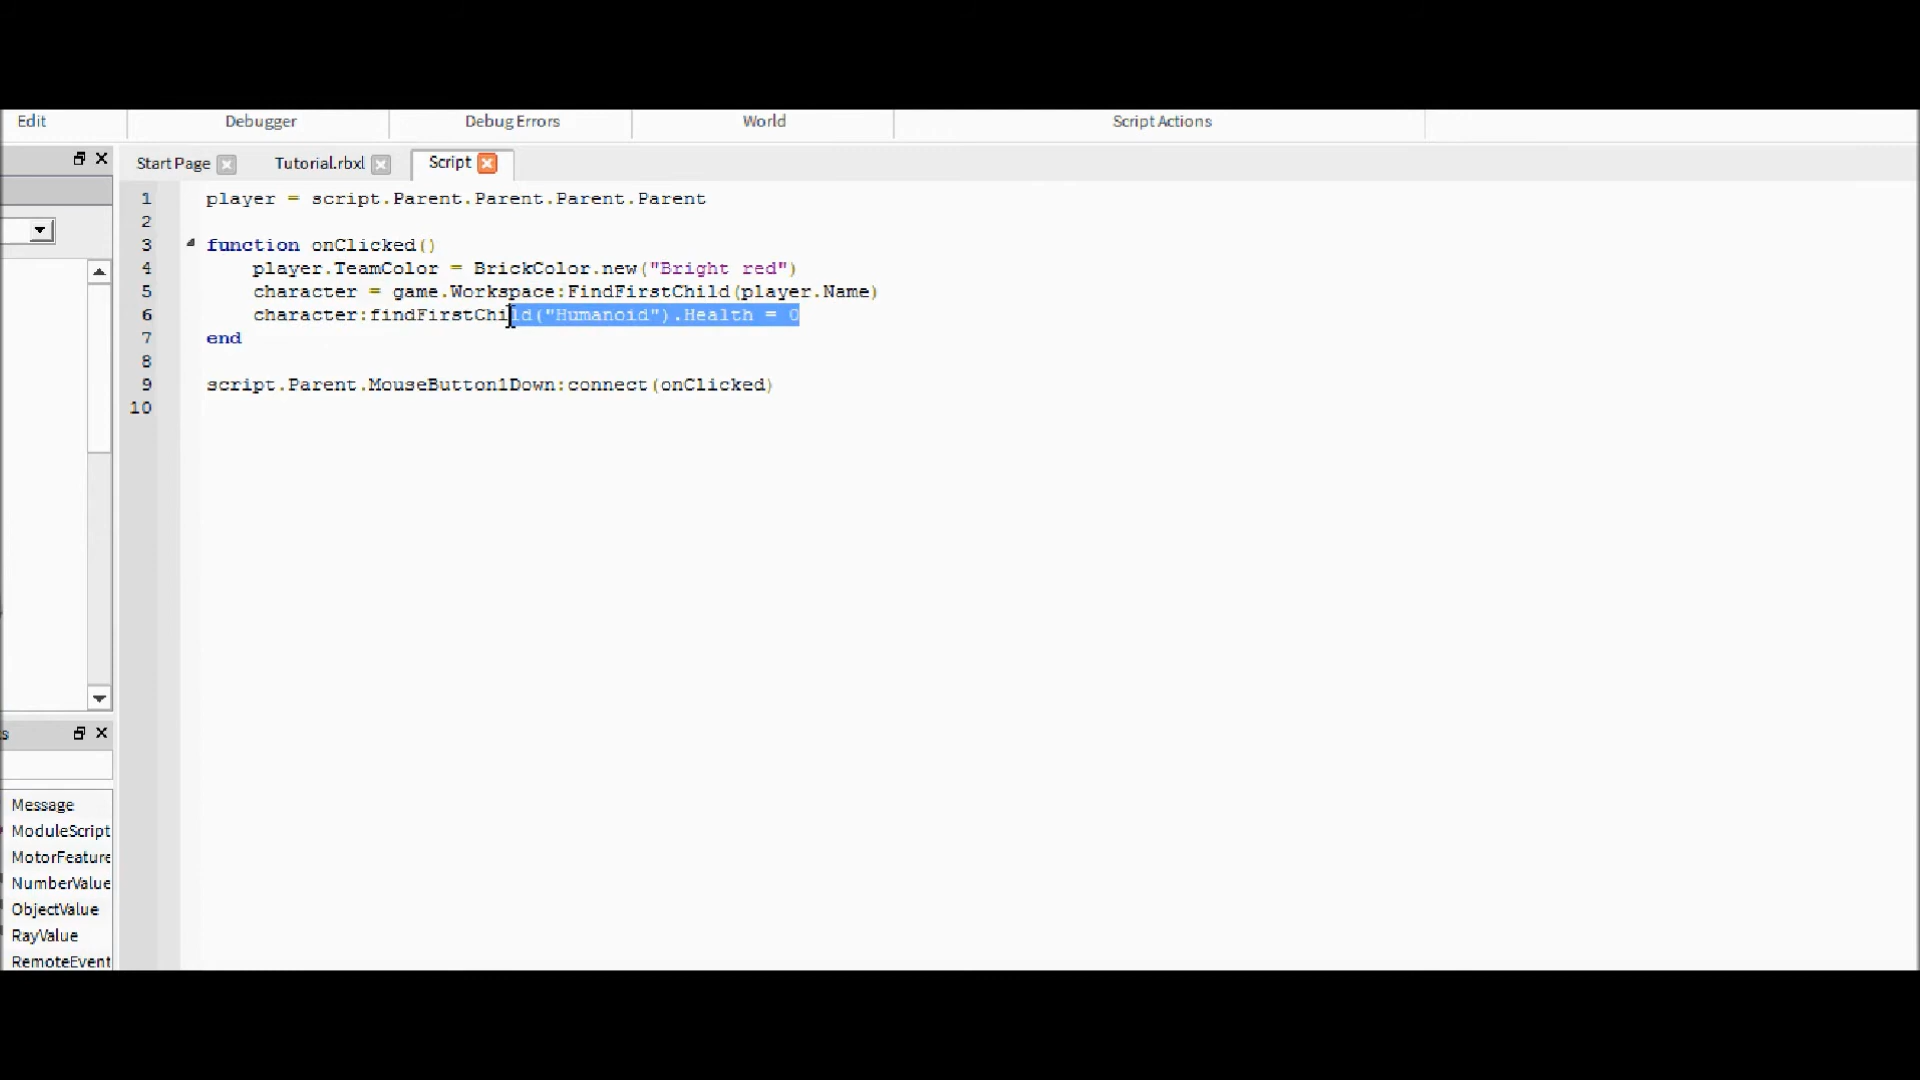 Edit Debugger Debug Errors World Script Actions
Start Page Tutorial.rbxl Script
1 player = script.Parent.Parent.Parent.Parent
2
3 function onClicked()
4 player.TeamColor = BrickColor.new("Bright red")
5 character = game.Workspace:FindFirstChild(player.Name)
6 character:findFirstChild("Humanoid").Health = 0
7 end
8
9 script.Parent.MouseButton1Down:connect(onClicked)
10
s
Message
ModuleScript
MotorFeature
NumberValue
ObjectValue
RayValue
RemoteEvent